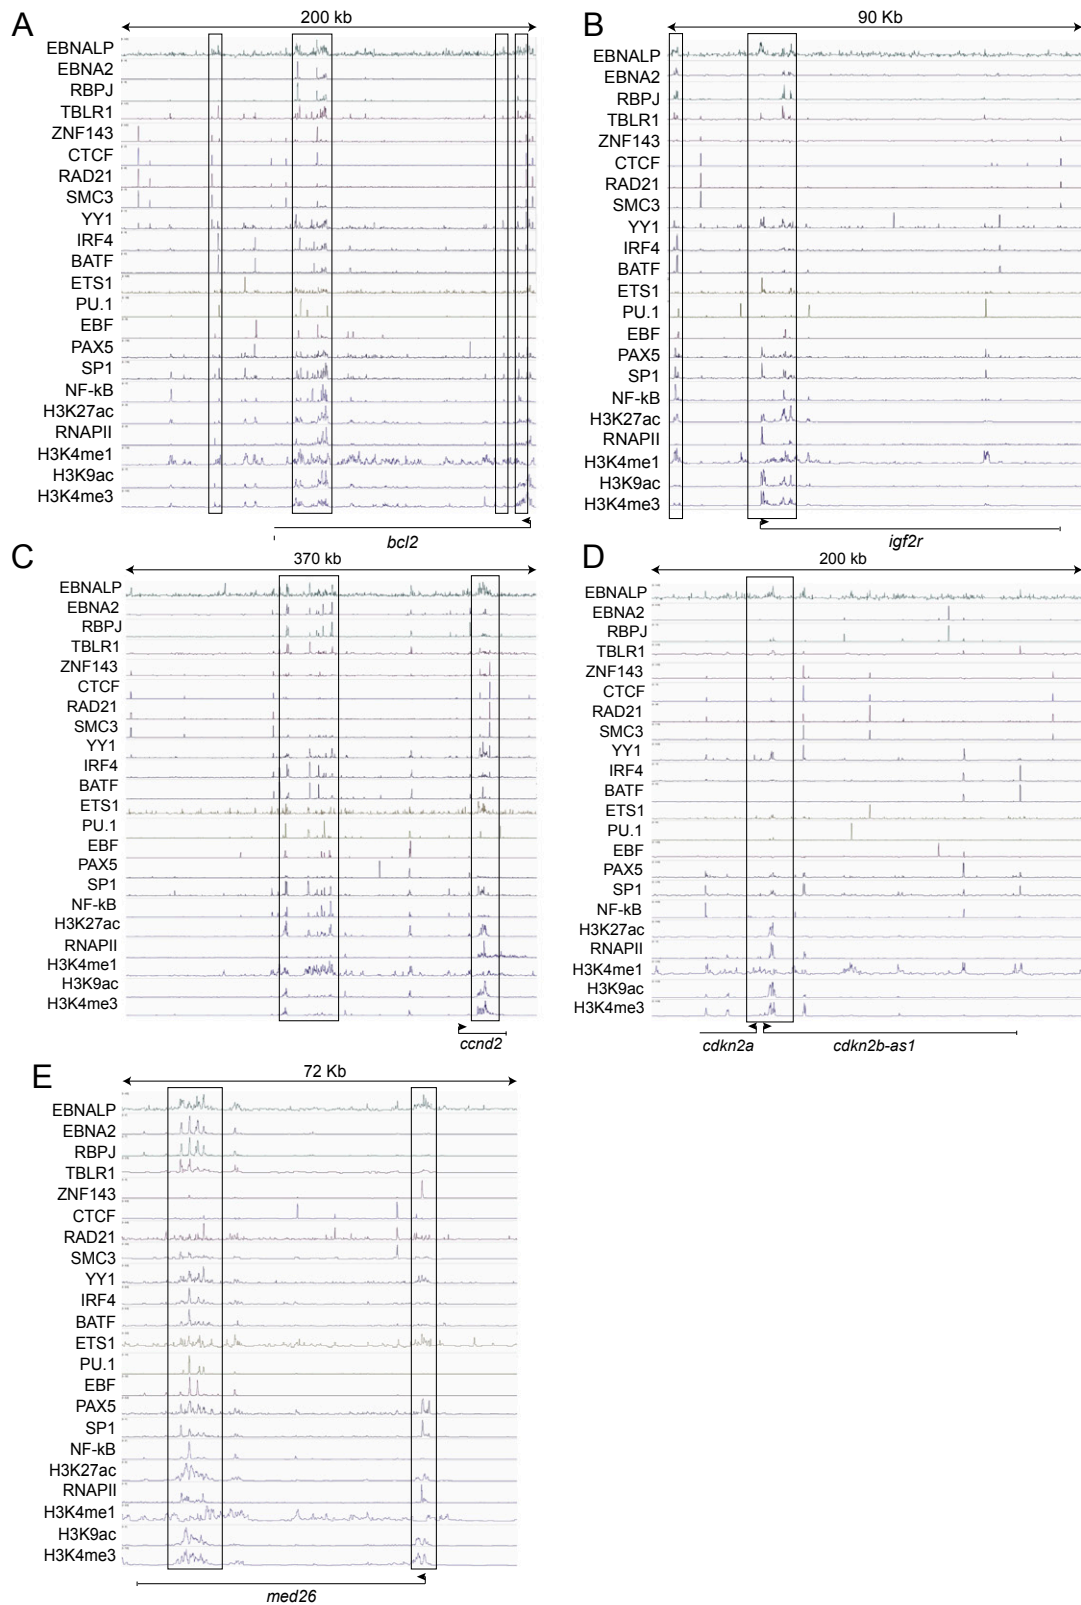 A
200 kb
EBNALP
EBNA2
RBPJ
TBLR1
ZNF143
CTCF
RAD21
SMC3
YY1
IRF4
BATF
ETS1
PU.1
EBF
PAX5
SP1
NF-kB
H3K27ac
RNAPII
H3K4me1
H3K9ac
H3K4me3
bcl2
B
90 Kb
EBNALP
EBNA2
RBPJ
TBLR1
ZNF143
CTCF
RAD21
SMC3
YY1
IRF4
BATF
ETS1
PU.1
EBF
PAX5
SP1
NF-kB
H3K27ac
RNAPII
H3K4me1
H3K9ac
H3K4me3
igf2r
C
370 kb
EBNALP
EBNA2
RBPJ
TBLR1
ZNF143
CTCF
RAD21
SMC3
YY1
IRF4
BATF
ETS1
PU.1
EBF
PAX5
SP1
NF-kB
H3K27ac
RNAPII
H3K4me1
H3K9ac
H3K4me3
ccnd2
D
200 kb
EBNALP
EBNA2
RBPJ
TBLR1
ZNF143
CTCF
RAD21
SMC3
YY1
IRF4
BATF
ETS1
PU.1
EBF
PAX5
SP1
NF-kB
H3K27ac
RNAPII
H3K4me1
H3K9ac
H3K4me3
cdkn2a cdkn2b-as1
E
72 Kb
EBNALP
EBNA2
RBPJ
TBLR1
ZNF143
CTCF
RAD21
SMC3
YY1
IRF4
BATF
ETS1
PU.1
EBF
PAX5
SP1
NF-kB
H3K27ac
RNAPII
H3K4me1
H3K9ac
H3K4me3
med26